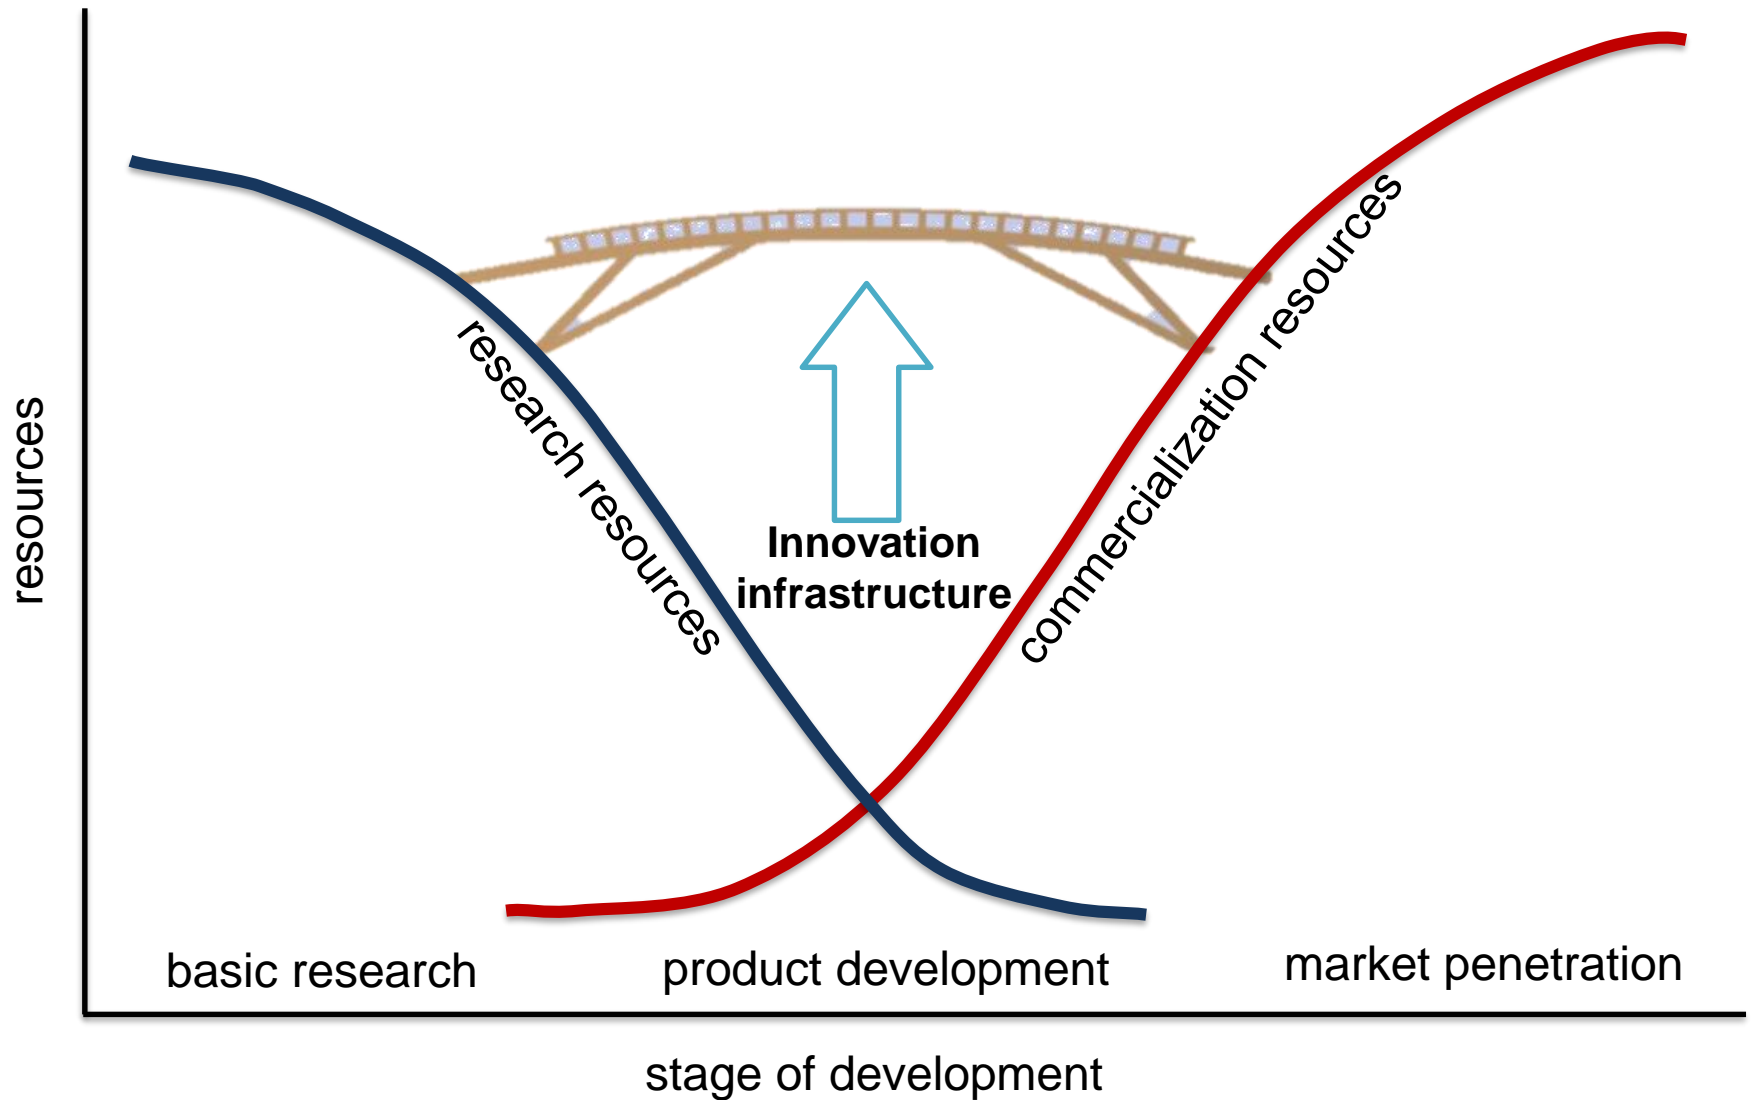 resources
research resources
commercialization resources
Innovation
infrastructure
basic research
product development
market penetration
stage of development